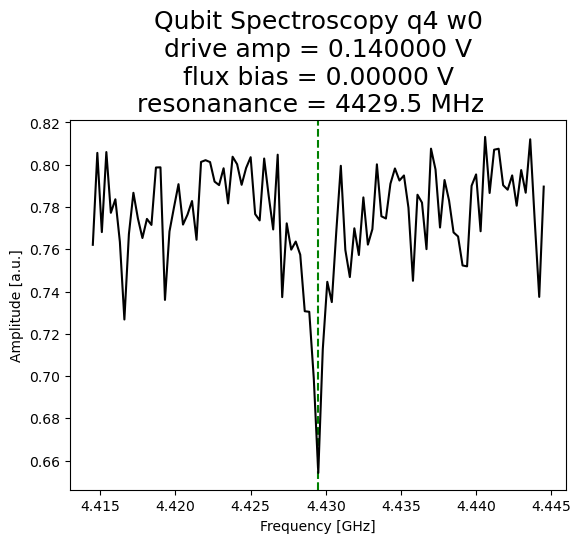 Qubit Spectroscopy q4 w0
drive amp = 0.140000 V
flux bias = 0.00000 V
resonanance = 4429.5 MHz
0.82
0.80
0.78
0.76
0.74
0.72
0.70
0.68
0.66
Amplitude [a.u.]
4.415 4.420 4.425 4.430 4.435 4.440 4.445
Frequency [GHz]